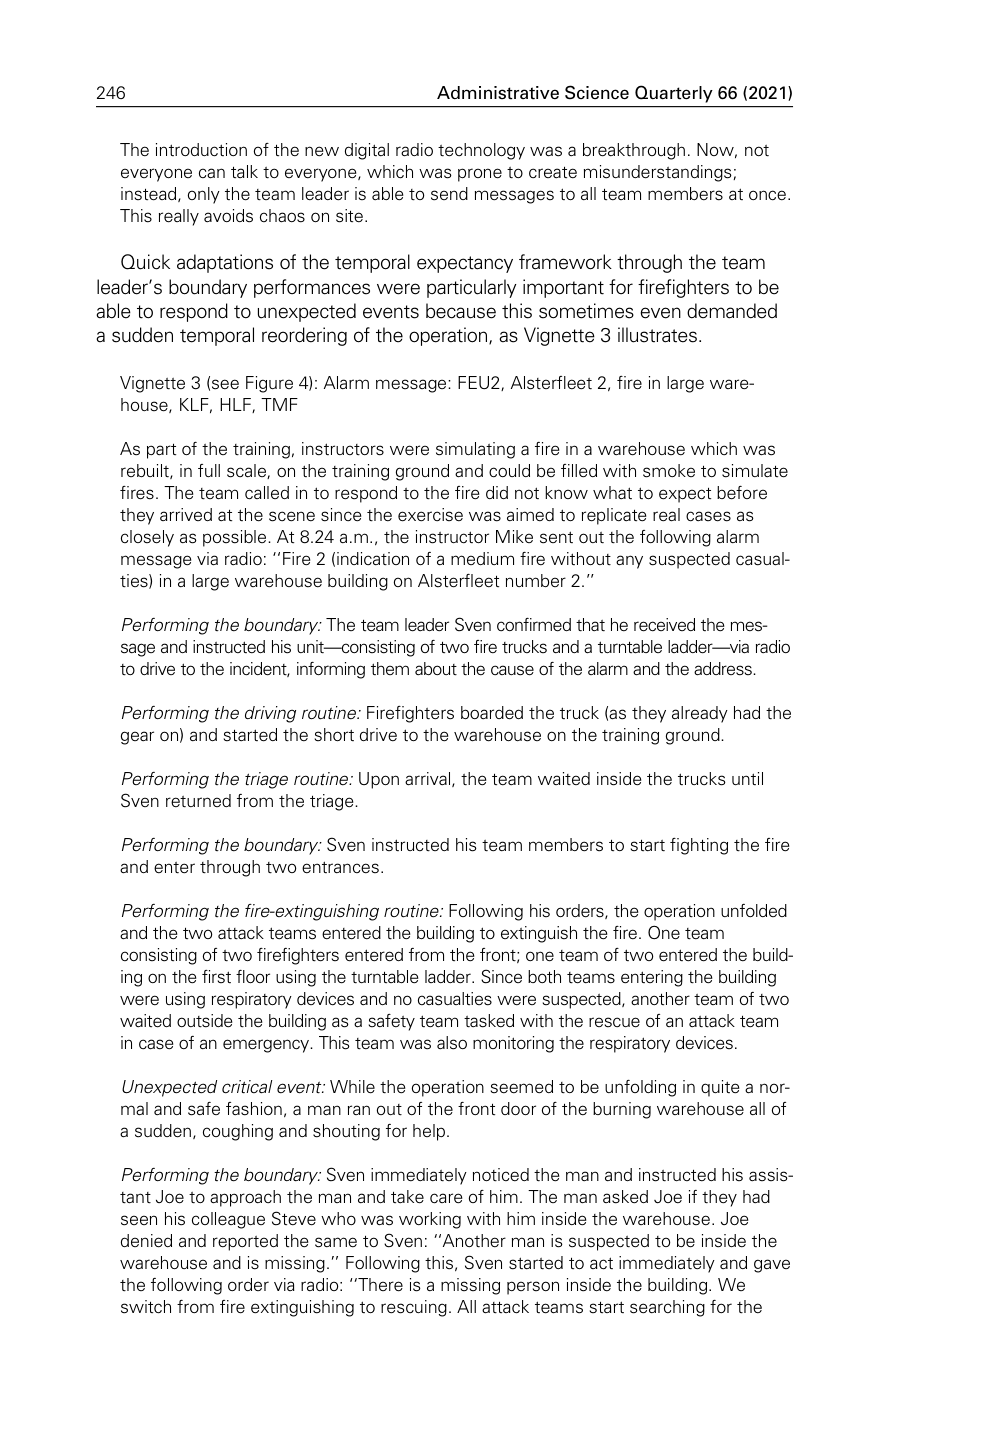 246
Administrative Science Quarterly 66 (2021)
The introduction of the new digital radio technology was a breakthrough. Now, not
everyone can talk to everyone, which was prone to create misunderstandings;
instead, only the team leader is able to send messages to all team members at once.
This really avoids chaos on site.
Quick adaptations of the temporal expectancy framework through the team
leader's boundary performances were particularly important for firefighters to be
able to respond to unexpected events because this sometimes even demanded
a sudden temporal reordering of the operation, as Vignette 3 illustrates.
Vignette 3 (see Figure 4): Alarm message: FEU2, Alsterfleet 2, fire in large ware-
house, KLF, HLF, TMF
As part of the training, instructors were simulating a fire in a warehouse which was
rebuilt, in full scale, on the training ground and could be filled with smoke to simulate
fires. The team called in to respond to the fire did not know what to expect before
they arrived at the scene since the exercise was aimed to replicate real cases as
closely as possible. At 8.24 a.m., the instructor Mike sent out the following alarm
message via radio: ''Fire 2 (indication of a medium fire without any suspected casual-
ties) in a large warehouse building on Alsterfleet number 2.''
Performing the boundary: The team leader Sven confirmed that he received the mes-
sage and instructed his unit—consisting of two fire trucks and a turntable ladder—via radio
to drive to the incident, informing them about the cause of the alarm and the address.
Performing the driving routine: Firefighters boarded the truck (as they already had the
gear on) and started the short drive to the warehouse on the training ground.
Performing the triage routine: Upon arrival, the team waited inside the trucks until
Sven returned from the triage.
Performing the boundary: Sven instructed his team members to start fighting the fire
and enter through two entrances.
Performing the fire-extinguishing routine: Following his orders, the operation unfolded
and the two attack teams entered the building to extinguish the fire. One team
consisting of two firefighters entered from the front; one team of two entered the build-
ing on the first floor using the turntable ladder. Since both teams entering the building
were using respiratory devices and no casualties were suspected, another team of two
waited outside the building as a safety team tasked with the rescue of an attack team
in case of an emergency. This team was also monitoring the respiratory devices.
Unexpected critical event: While the operation seemed to be unfolding in quite a nor-
mal and safe fashion, a man ran out of the front door of the burning warehouse all of
a sudden, coughing and shouting for help.
Performing the boundary: Sven immediately noticed the man and instructed his assis-
tant Joe to approach the man and take care of him. The man asked Joe if they had
seen his colleague Steve who was working with him inside the warehouse. Joe
denied and reported the same to Sven: ''Another man is suspected to be inside the
warehouse and is missing.'' Following this, Sven started to act immediately and gave
the following order via radio: ''There is a missing person inside the building. We
switch from fire extinguishing to rescuing. All attack teams start searching for the